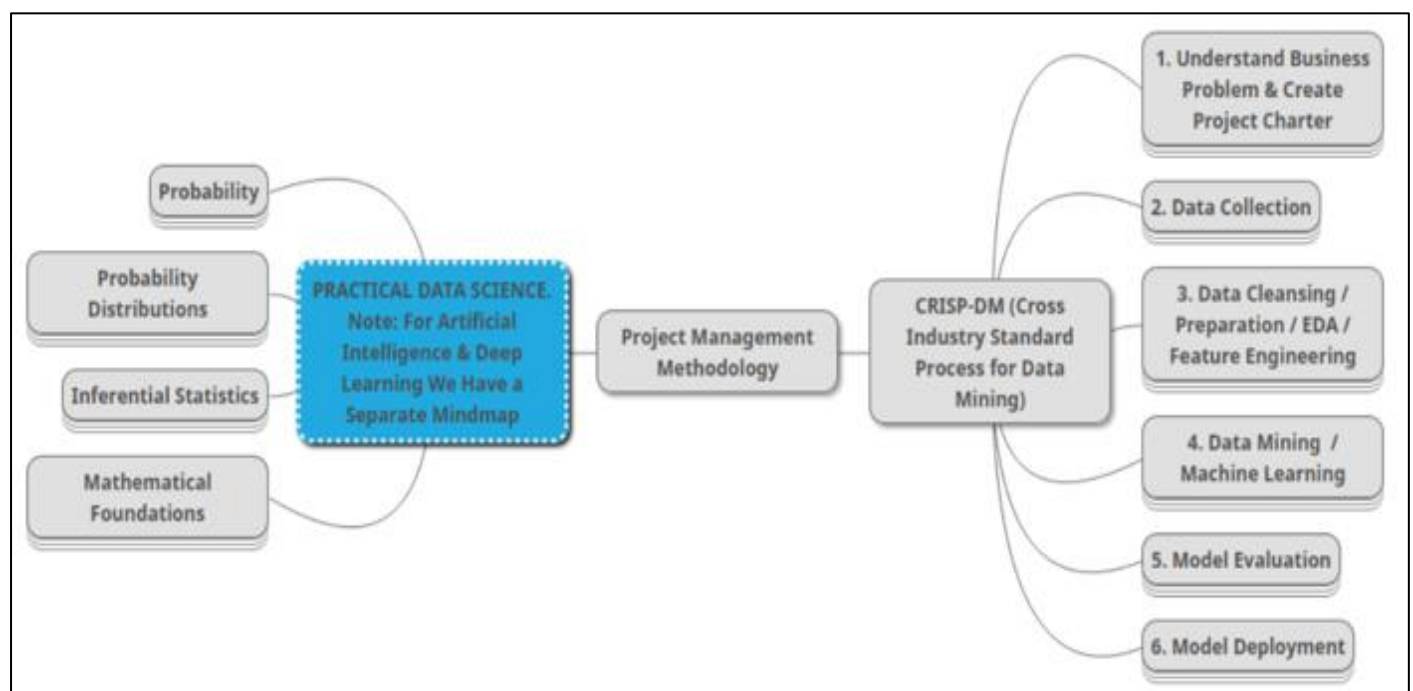 Probability
Probability
Distributions
Inferential Statistics
Mathematical
Foundations
PRACTICAL DATA SCIENCE.
Note: For Artificial
Intelligence & Deep
Learning We Have a
Separate Mindmap
Project Management
Methodology
CRISP-DM (Cross
Industry Standard
Process for Data
Mining)
1. Understand Business
Problem & Create
Project Charter
2. Data Collection
3. Data Cleansing /
Preparation / EDA /
Feature Engineering
4. Data Mining /
Machine Learning
5. Model Evaluation
6. Model Deployment